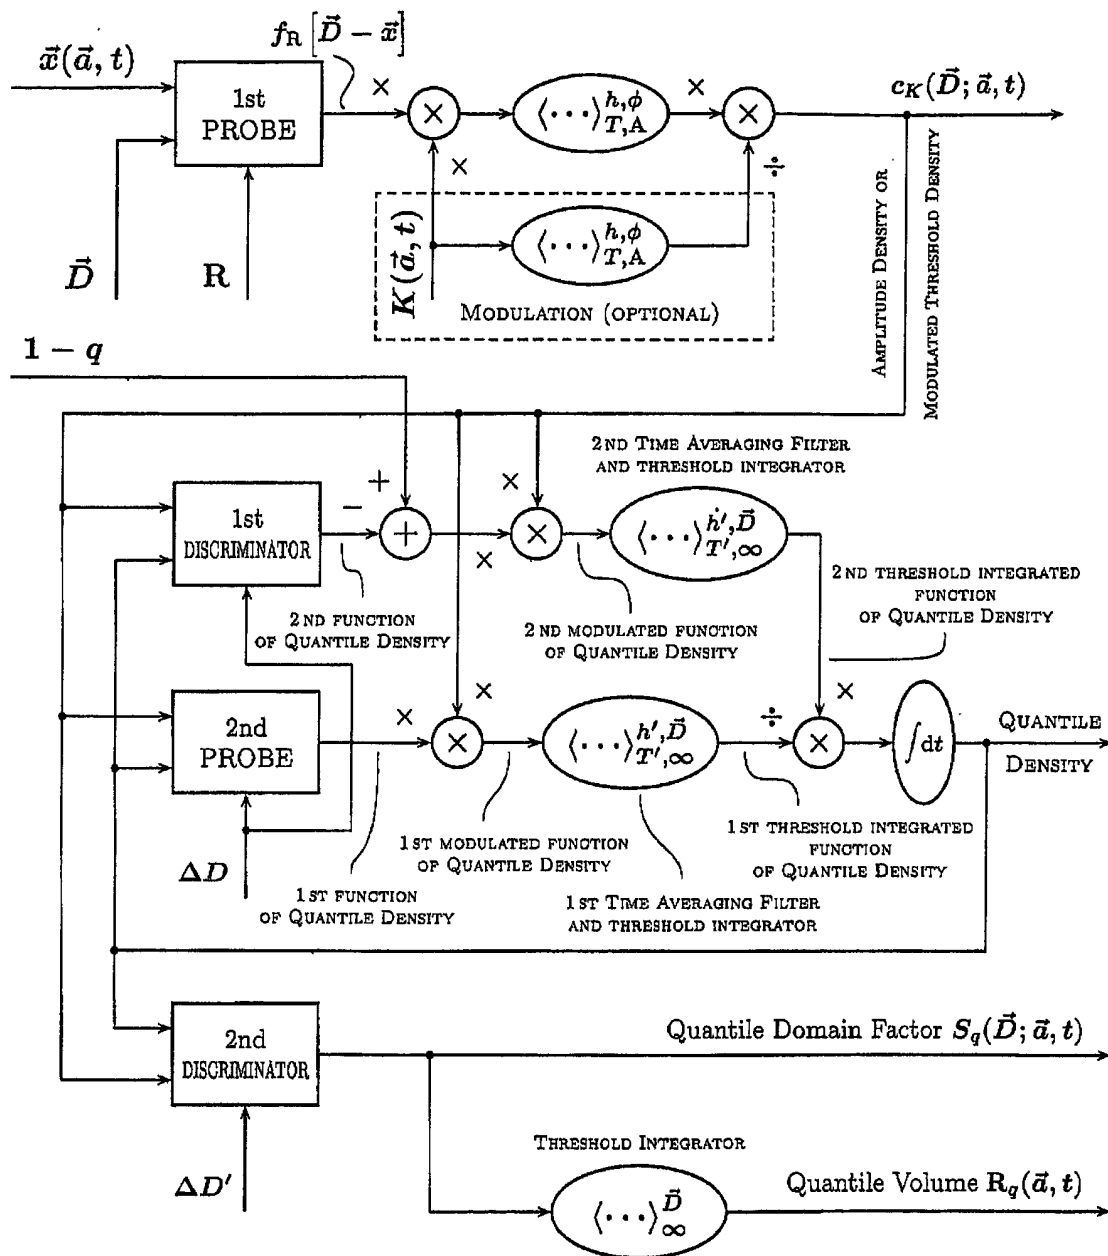 f_R [D⃗ − x⃗]
x⃗(a⃗, t)
×
×
c_K(D⃗; a⃗, t)
1st
PROBE
×
⟨· · ·⟩^{h,ϕ}_{T,A}
×
×
÷
K(a⃗, t)
⟨· · ·⟩^{h,ϕ}_{T,A}
D⃗
R
MODULATION (OPTIONAL)
AMPLITUDE DENSITY OR
MODULATED THRESHOLD DENSITY
1 − q
2ND TIME AVERAGING FILTER
AND THRESHOLD INTEGRATOR
+
×
−
1st
DISCRIMINATOR
+
×
×
⟨· · ·⟩^{ḣ′,D⃗}_{T′,∞}
2ND THRESHOLD INTEGRATED
FUNCTION
OF QUANTILE DENSITY
2ND FUNCTION
OF QUANTILE DENSITY
2ND MODULATED FUNCTION
OF QUANTILE DENSITY
×
×
×
÷
2nd
PROBE
×
⟨· · ·⟩^{h′,D⃗}_{T′,∞}
×
∫dt
QUANTILE
DENSITY
1ST MODULATED FUNCTION
OF QUANTILE DENSITY
1ST THRESHOLD INTEGRATED
FUNCTION
OF QUANTILE DENSITY
ΔD
1ST FUNCTION
OF QUANTILE DENSITY
1ST TIME AVERAGING FILTER
AND THRESHOLD INTEGRATOR
2nd
DISCRIMINATOR
Quantile Domain Factor S_q(D⃗; a⃗, t)
THRESHOLD INTEGRATOR
ΔD′
⟨· · ·⟩^{D⃗}_{∞}
Quantile Volume R_q(a⃗, t)